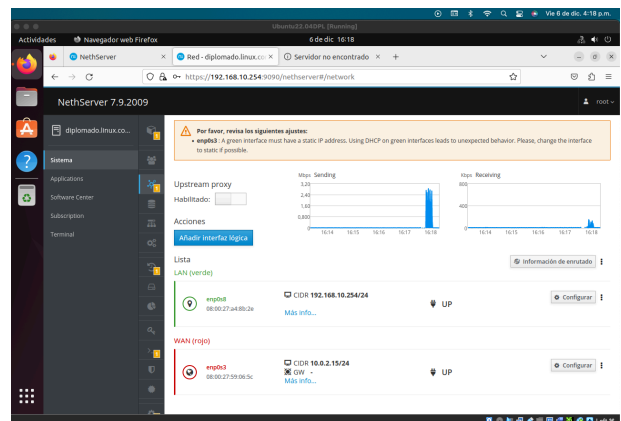 Vie 6 de dic. 4:18 p.m.
Ubuntu22.04DPL [Running]
Actividades
Navegador web Firefox
6 de dic 16:18
NethServer
Red - diplomado.linux.co
Servidor no encontrado
https://192.168.10.254:9090/nethserver#/network
NethServer 7.9.2009
root
diplomado.linux.co...
Sistema
Applications
Software Center
Subscription
Terminal
Por favor, revisa los siguientes ajustes:
• enp0s3 : A green interface must have a static IP address. Using DHCP on green interfaces leads to unexpected behavior. Please, change the interface
to static if possible.
Upstream proxy
Habilitado:
Acciones
Añadir interfaz lógica
Mbps Sending
3,20
2,40
1,60
0,800
0
16:14 16:15 16:16 16:17 16:18
Kbps Receiving
800
400
0
16:14 16:15 16:16 16:17 16:18
Lista
Información de enrutado
LAN (verde)
enp0s8
08:00:27:a4:8b:2e
CIDR 192.168.10.254/24
Más info...
UP
Configurar
WAN (rojo)
enp0s3
08:00:27:59:06:5c
CIDR 10.0.2.15/24
GW -
Más info...
UP
Configurar